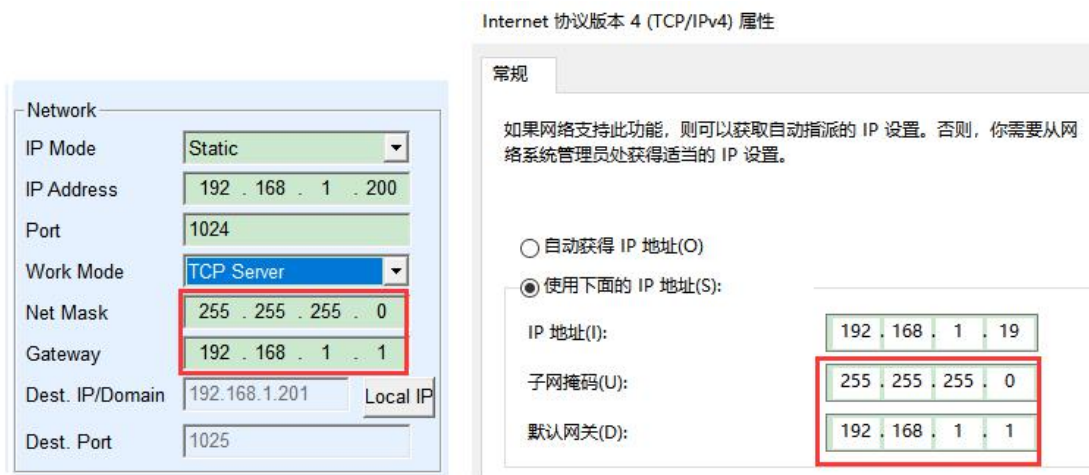 Network
IP Mode Static
IP Address 192 . 168 . 1 . 200
Port 1024
Work Mode TCP Server
Net Mask 255 . 255 . 255 . 0
Gateway 192 . 168 . 1 . 1
Dest. IP/Domain 192.168.1.201 Local IP
Dest. Port 1025
Internet 协议版本 4 (TCP/IPv4) 属性
常规
如果网络支持此功能，则可以获取自动指派的 IP 设置。否则，你需要从网
络系统管理员处获得适当的 IP 设置。
自动获得 IP 地址(O)
使用下面的 IP 地址(S):
IP 地址(I): 192 . 168 . 1 . 19
子网掩码(U): 255 . 255 . 255 . 0
默认网关(D): 192 . 168 . 1 . 1